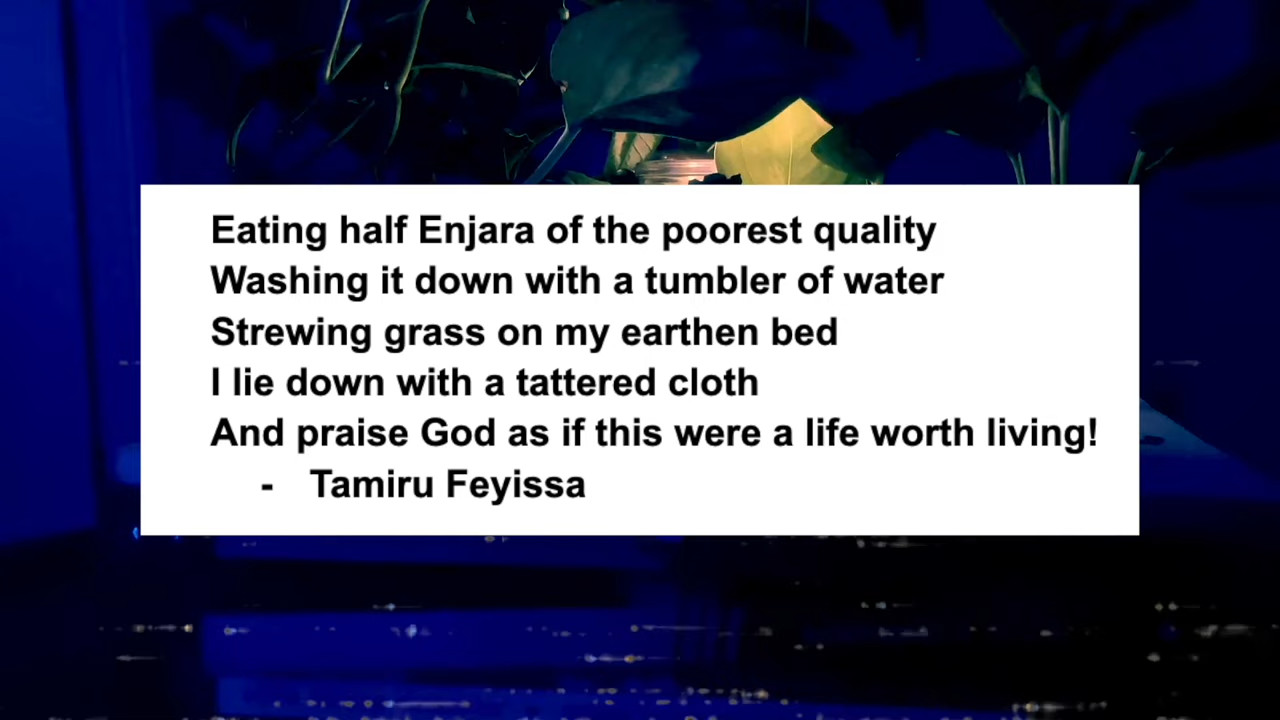 Eating half Enjara of the poorest quality
Washing it down with a tumbler of water
Strewing grass on my earthen bed
I lie down with a tattered cloth
And praise God as if this were a life worth living!
- Tamiru Feyissa